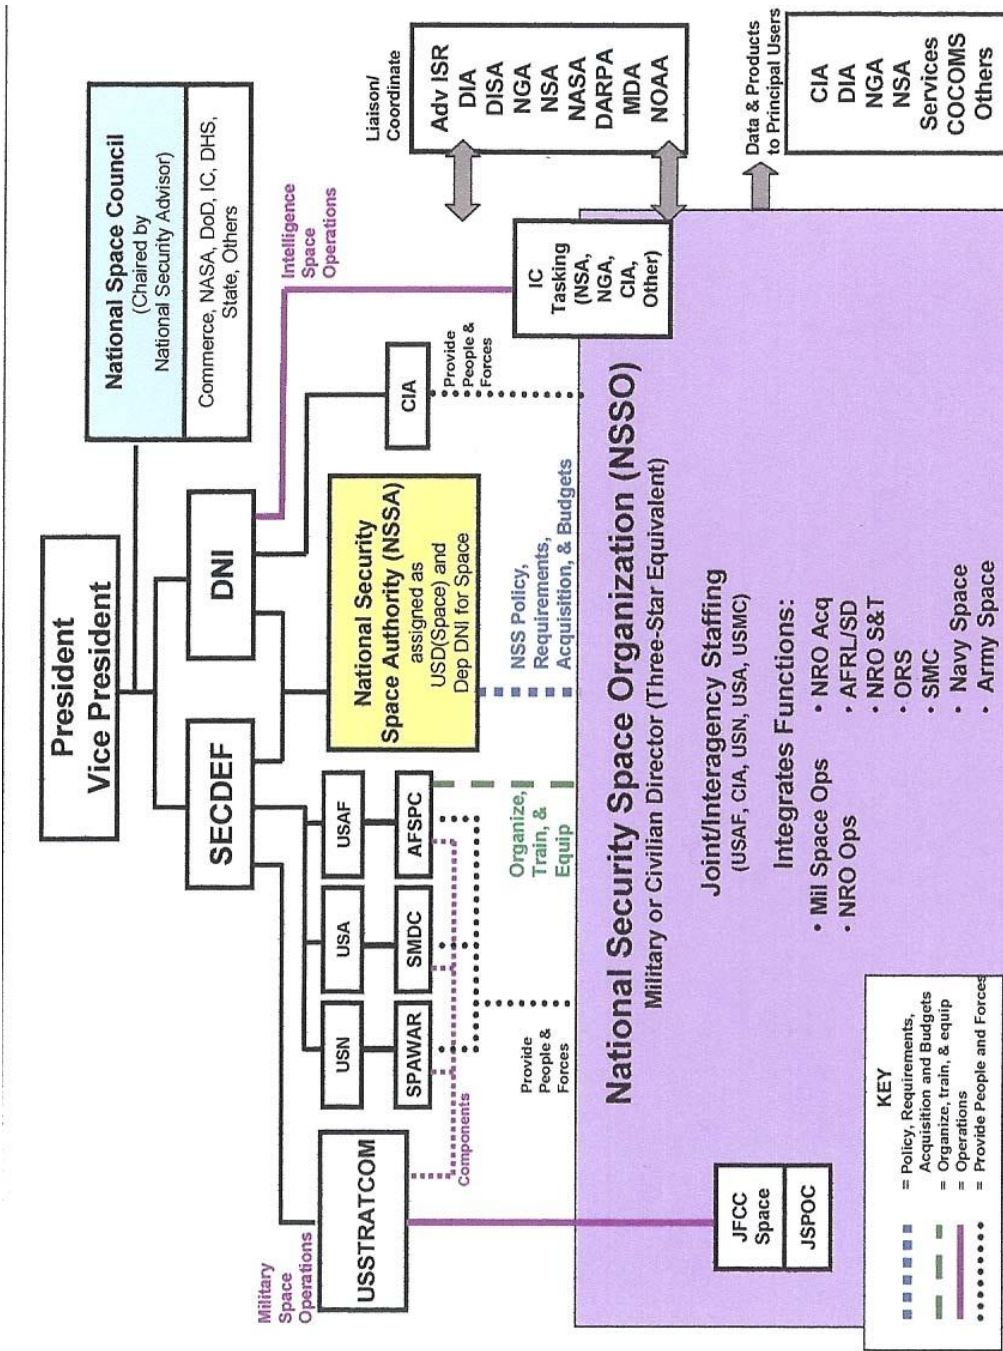 President
Vice President
National Space Council
(Chaired by
National Security Advisor)
Commerce, NASA, DoD, IC, DHS,
State, Others
SECDEF
DNI
Military
Space
Operations
USSTRATCOM
USN
USA
USAF
SPAWAR
SMDC
AFSPC
Components
National Security
Space Authority (NSSA)
assigned as
USD(Space) and
Dep DNI for Space
CIA
Intelligence
Space
Operations
Liaison/
Coordinate
Adv ISR
DIA
DISA
NGA
NSA
NASA
DARPA
MDA
NOAA
Provide
People &
Forces
Organize,
Train, &
Equip
NSS Policy,
Requirements,
Acquisition, & Budgets
Provide
People &
Forces
IC
Tasking
(NSA,
NGA,
CIA,
Other)
National Security Space Organization (NSSO)
Military or Civilian Director (Three-Star Equivalent)
Joint/Interagency Staffing
(USAF, CIA, USN, USA, USMC)
Integrates Functions:
• Mil Space Ops
• NRO Ops
• NRO Acq
• AFRL/SD
• NRO S&T
• ORS
• SMC
• Navy Space
• Army Space
JFCC
Space
JSPOC
Data & Products
to Principal Users
CIA
DIA
NGA
NSA
Services
COCOMS
Others
KEY
= Policy, Requirements,
Acquisition and Budgets
= Organize, train, & equip
= Operations
= Provide People and Forces